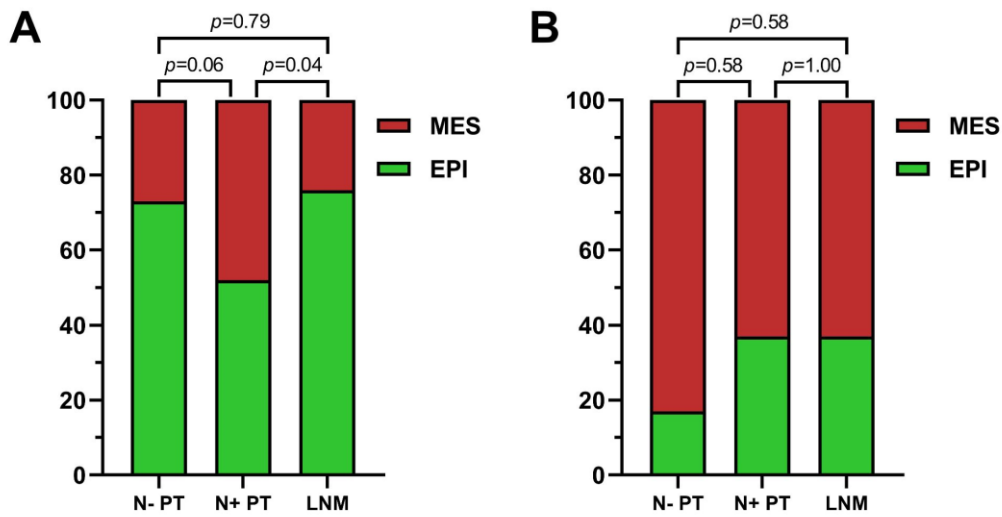 A
p=0.79
p=0.06
p=0.04
100
80
60
40
20
0
N- PT
N+ PT
LNM
MES
EPI
B
p=0.58
p=0.58
p=1.00
100
80
60
40
20
0
N- PT
N+ PT
LNM
MES
EPI